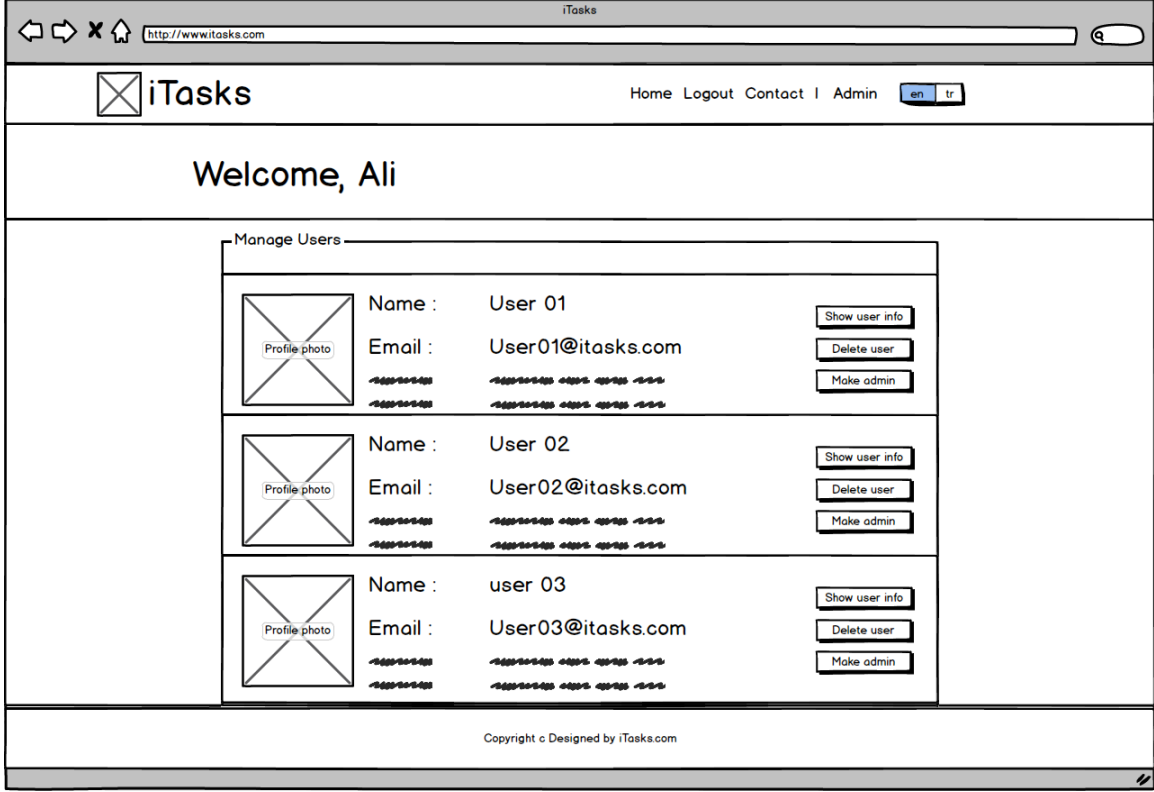 iTasks
http://www.itasks.com
iTasks
Home Logout Contact | Admin en tr
Welcome, Ali
Manage Users
Profile photo
Name : User 01
Email : User01@itasks.com
Show user info
Delete user
Make admin
Profile photo
Name : User 02
Email : User02@itasks.com
Show user info
Delete user
Make admin
Profile photo
Name : user 03
Email : User03@itasks.com
Show user info
Delete user
Make admin
Copyright c Designed by iTasks.com